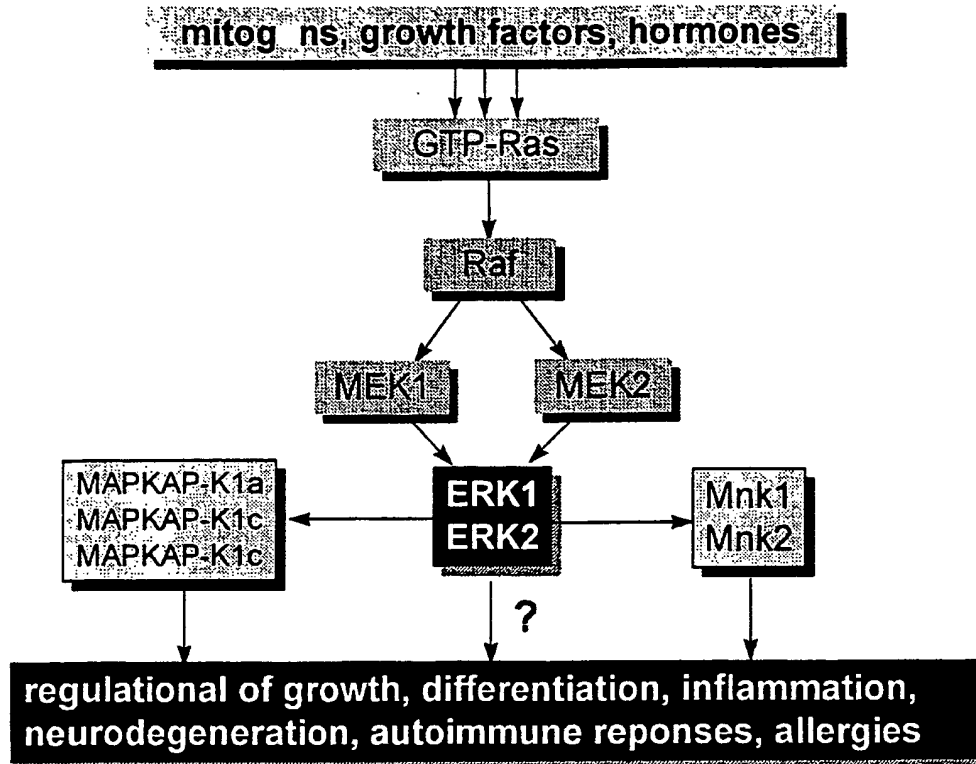 mitog ns, growth factors, hormones
GTP-Ras
Raf
MEK1
MEK2
MAPKAP-K1a
MAPKAP-K1c
MAPKAP-K1c
ERK1
ERK2
Mnk1
Mnk2
?
regulational of growth, differentiation, inflammation,
neurodegeneration, autoimmune reponses, allergies